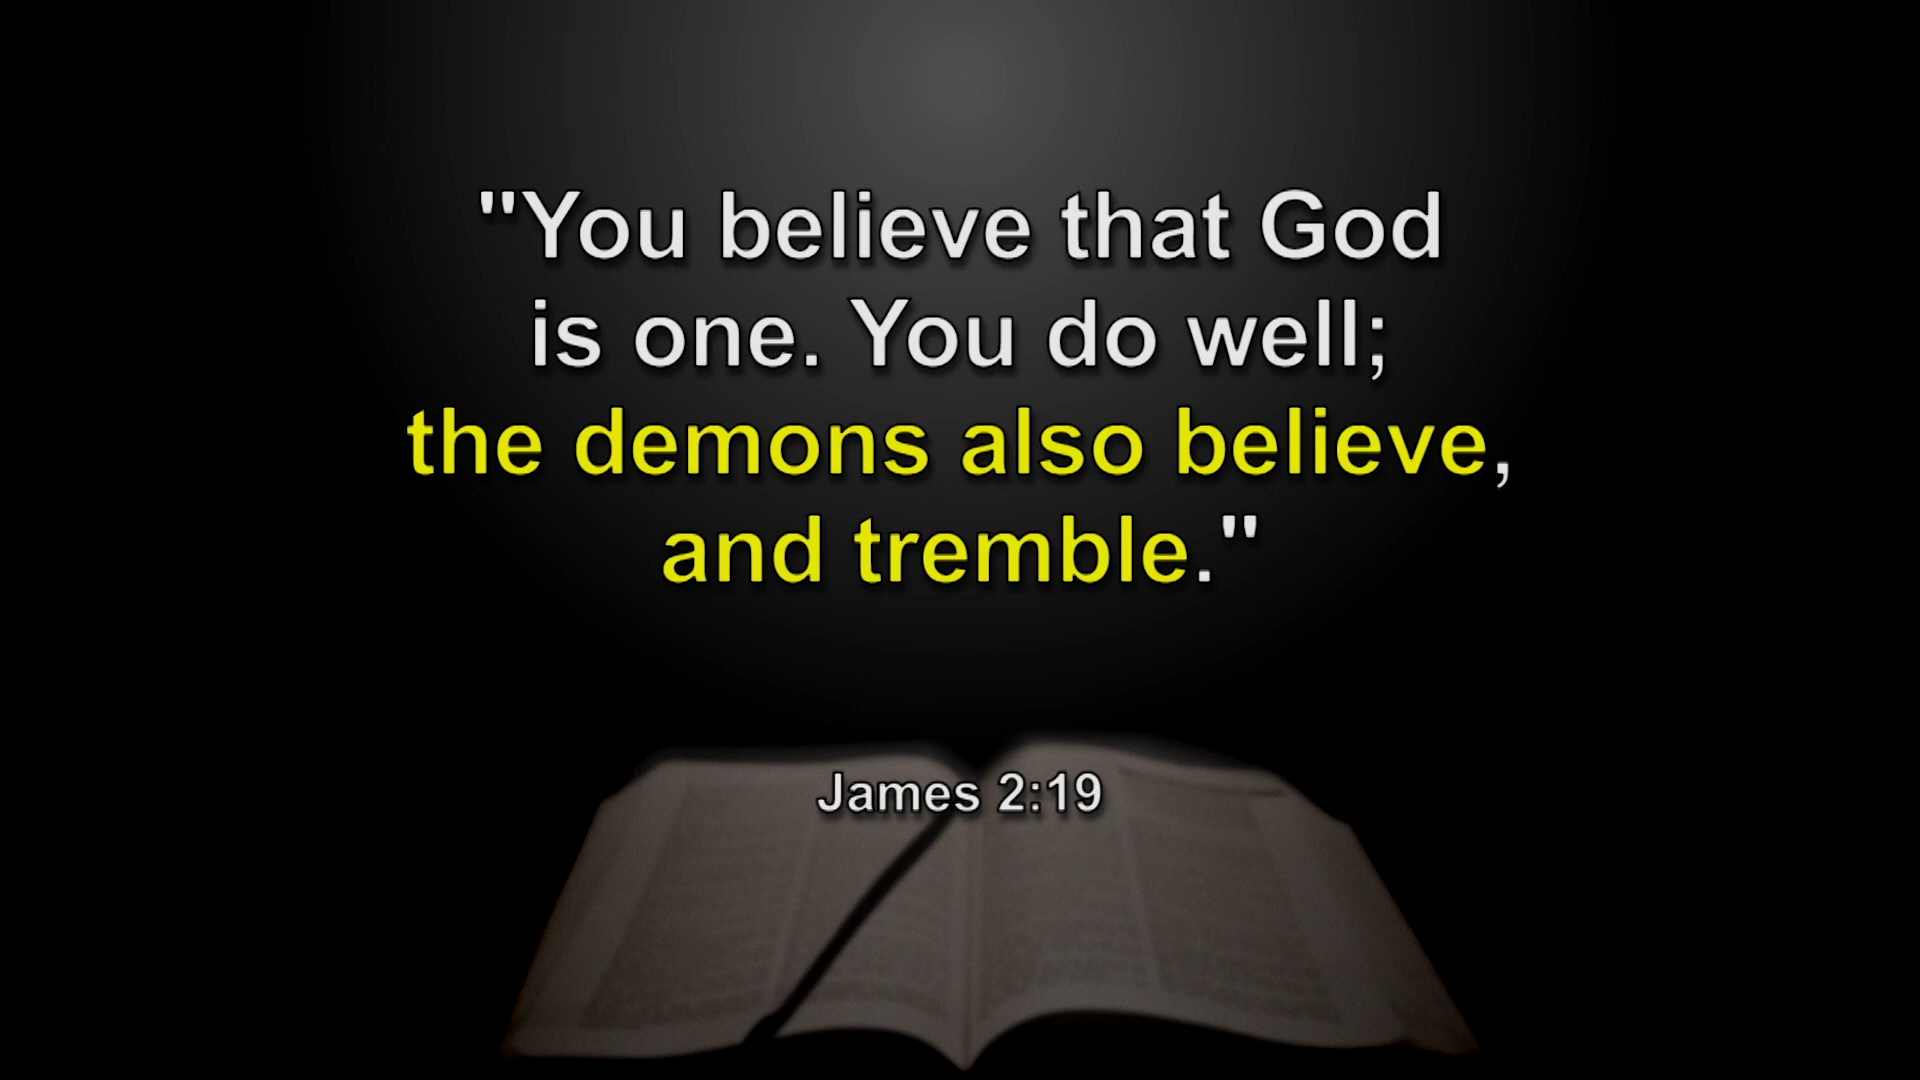 "You believe that God
is one. You do well;
the demons also believe,
and tremble."
James 2:19